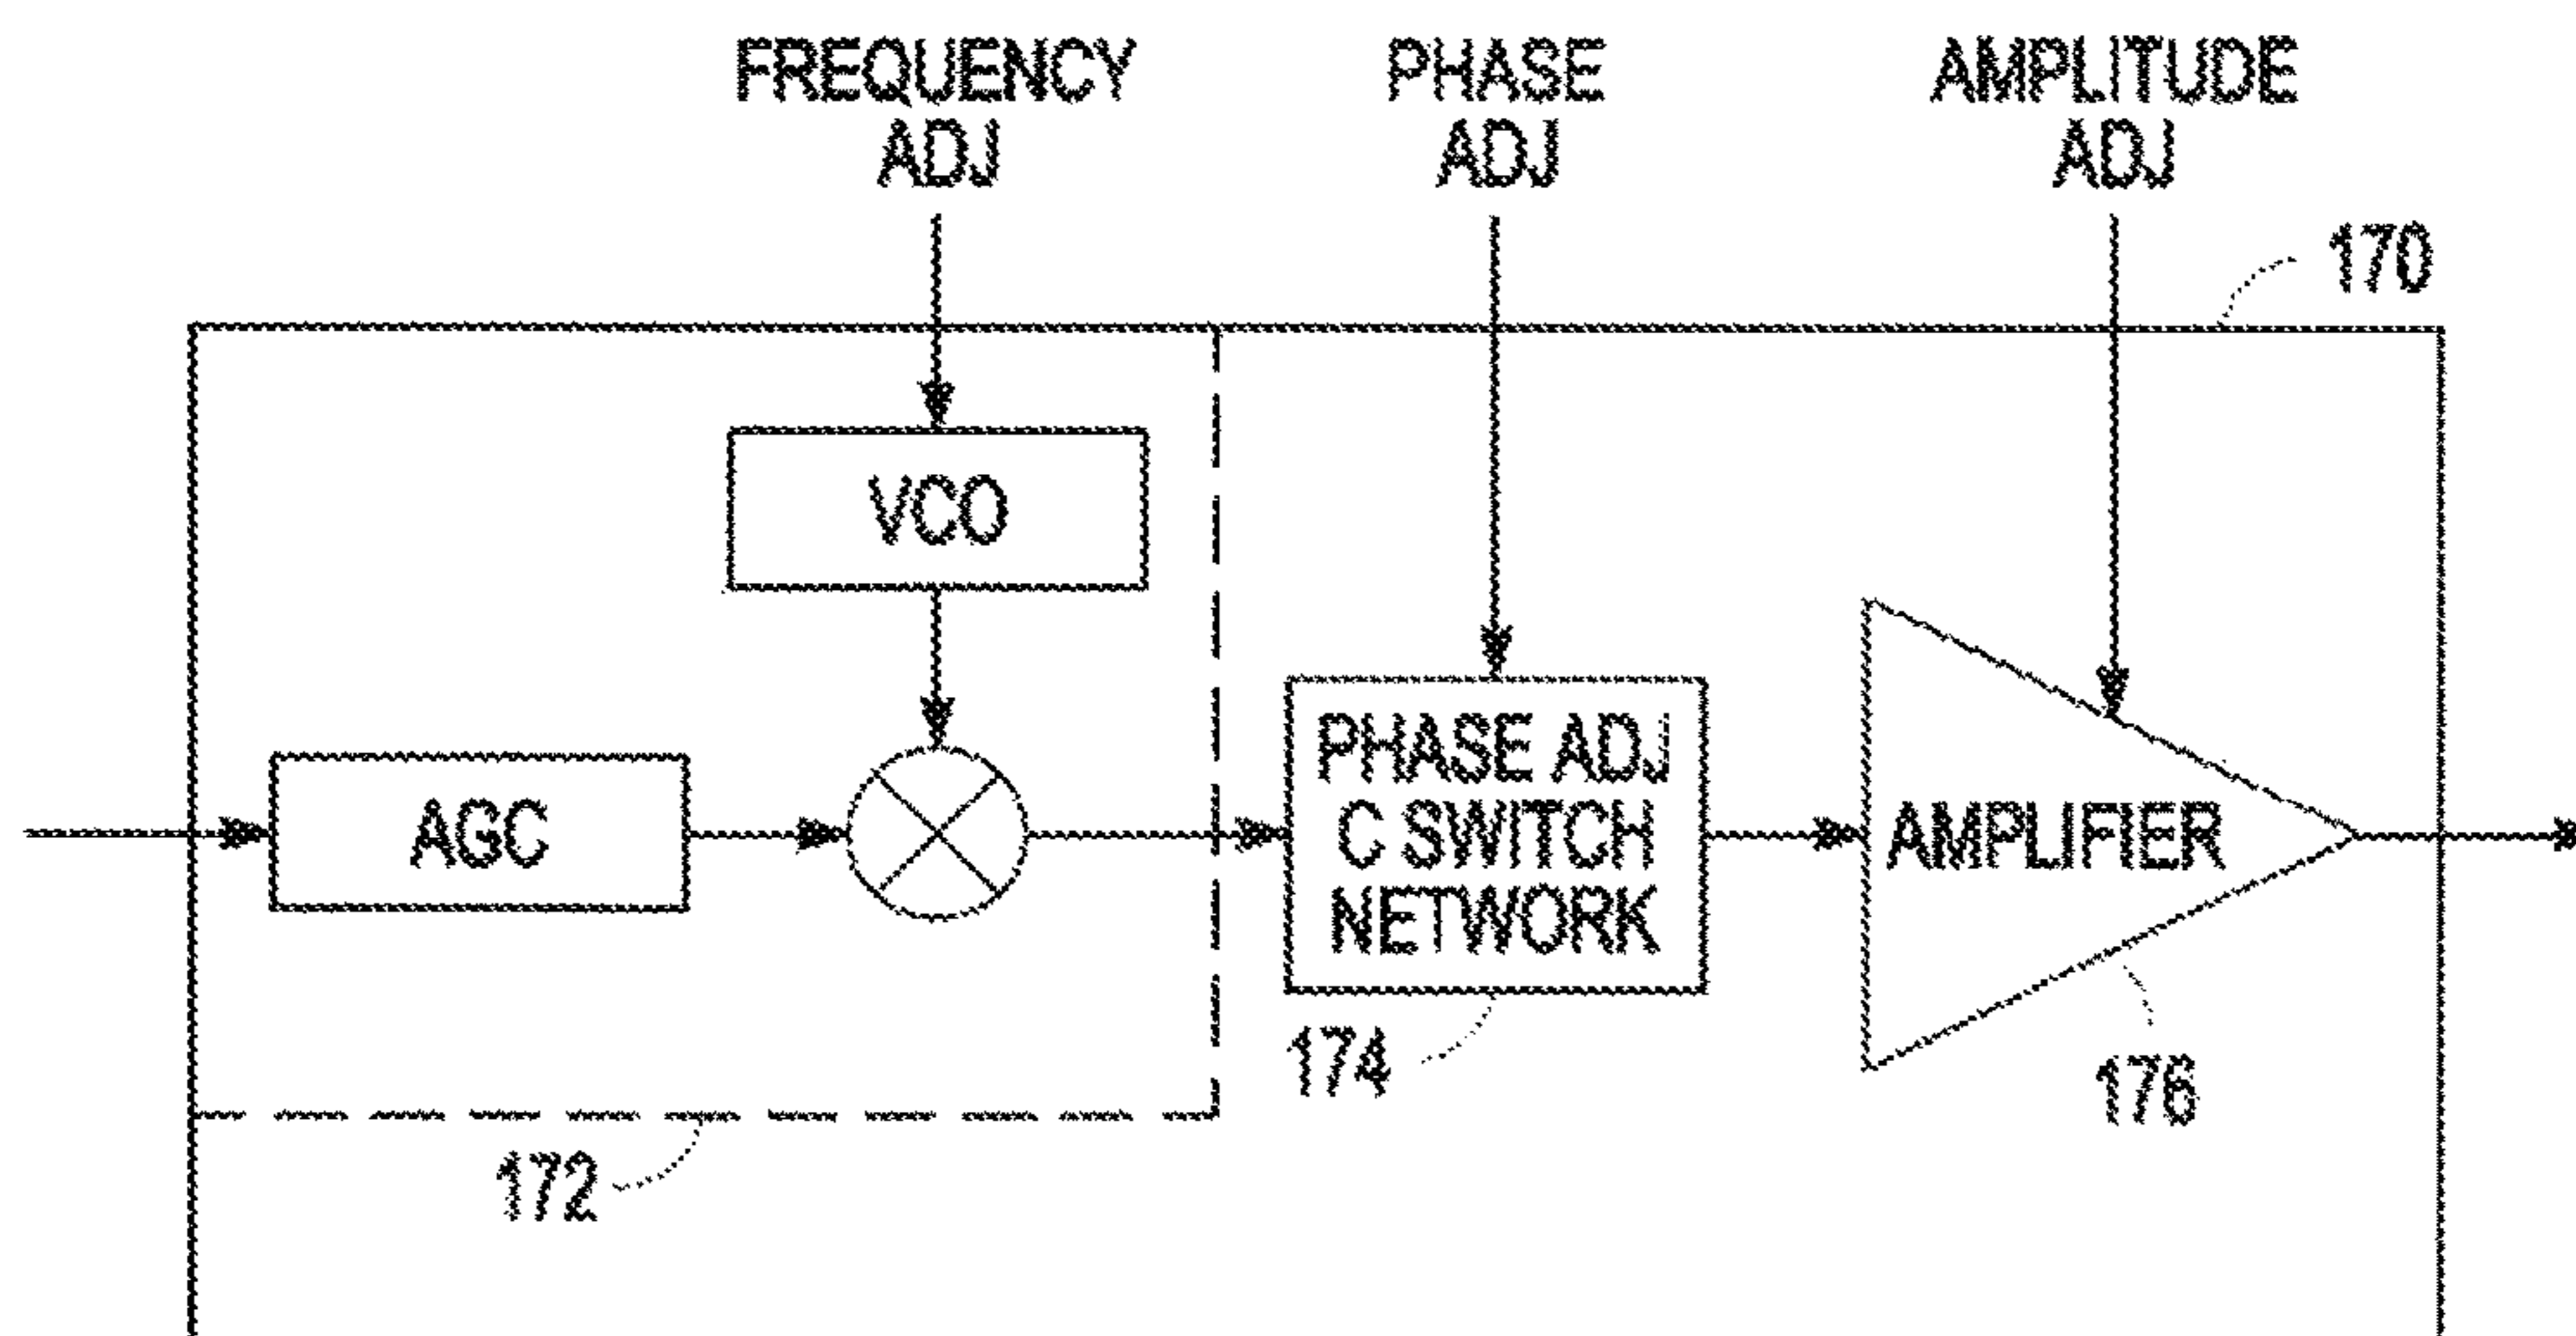 FREQUENCY
ADJ
PHASE
ADJ
AMPLITUDE
ADJ
170
VCO
AGC
PHASE ADJ
C SWITCH
NETWORK
AMPLIFIER
174
176
172